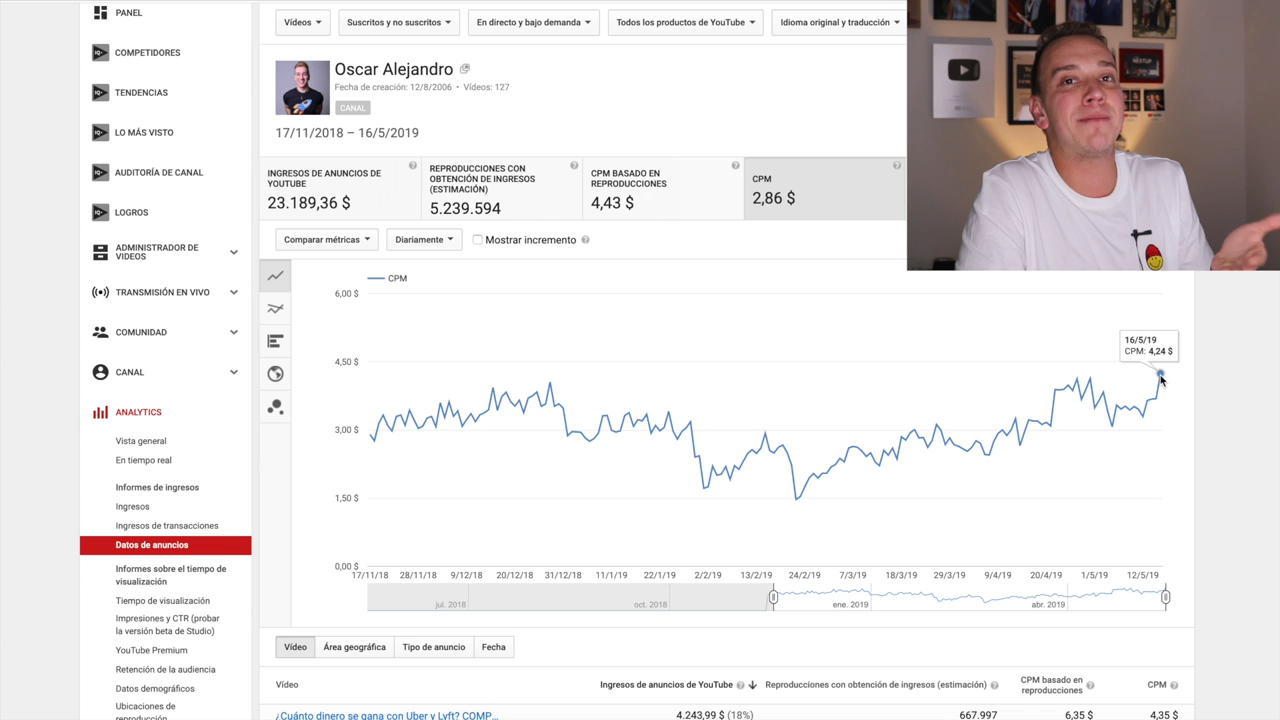 PANEL
COMPETIDORES
TENDENCIAS
LO MÁS VISTO
AUDITORÍA DE CANAL
LOGROS
ADMINISTRADOR DE
VIDEOS
TRANSMISIÓN EN VIVO
COMUNIDAD
CANAL
ANALYTICS
Vista general
En tiempo real
Informes de ingresos
Ingresos
Ingresos de transacciones
Datos de anuncios
Informes sobre el tiempo de
visualización
Tiempo de visualización
Impresiones y CTR (probar
la versión beta de Studio)
YouTube Premium
Retención de la audiencia
Datos demográficos
Ubicaciones de
reproducción
Vídeos
Suscritos y no suscritos
En directo y bajo demanda
Todos los productos de YouTube
Idioma original y traducción
Oscar Alejandro
Fecha de creación: 12/8/2006 • Vídeos: 127
CANAL
17/11/2018 – 16/5/2019
INGRESOS DE ANUNCIOS DE
YOUTUBE
23.189,36 $
REPRODUCCIONES CON
OBTENCIÓN DE INGRESOS
(ESTIMACIÓN)
5.239.594
CPM BASADO EN
REPRODUCCIONES
4,43 $
CPM
2,86 $
Comparar métricas
Diariamente
Mostrar incremento
CPM
6,00 $
4,50 $
3,00 $
1,50 $
0,00 $
16/5/19
CPM: 4,24 $
17/11/18 28/11/18 9/12/18 20/12/18 31/12/18 11/1/19 22/1/19 2/2/19 13/2/19 24/2/19 7/3/19 18/3/19 29/3/19 9/4/19 20/4/19 1/5/19 12/5/19
jul. 2018 oct. 2018 ene. 2019 abr. 2019
Vídeo Área geográfica Tipo de anuncio Fecha
Vídeo Ingresos de anuncios de YouTube Reproducciones con obtención de ingresos (estimación) CPM basado en
reproducciones CPM
¿Cuánto dinero se gana con Uber y Lyft? COMP... 4.243,99 $ (18%) 667.997 6,35 $ 4,35 $